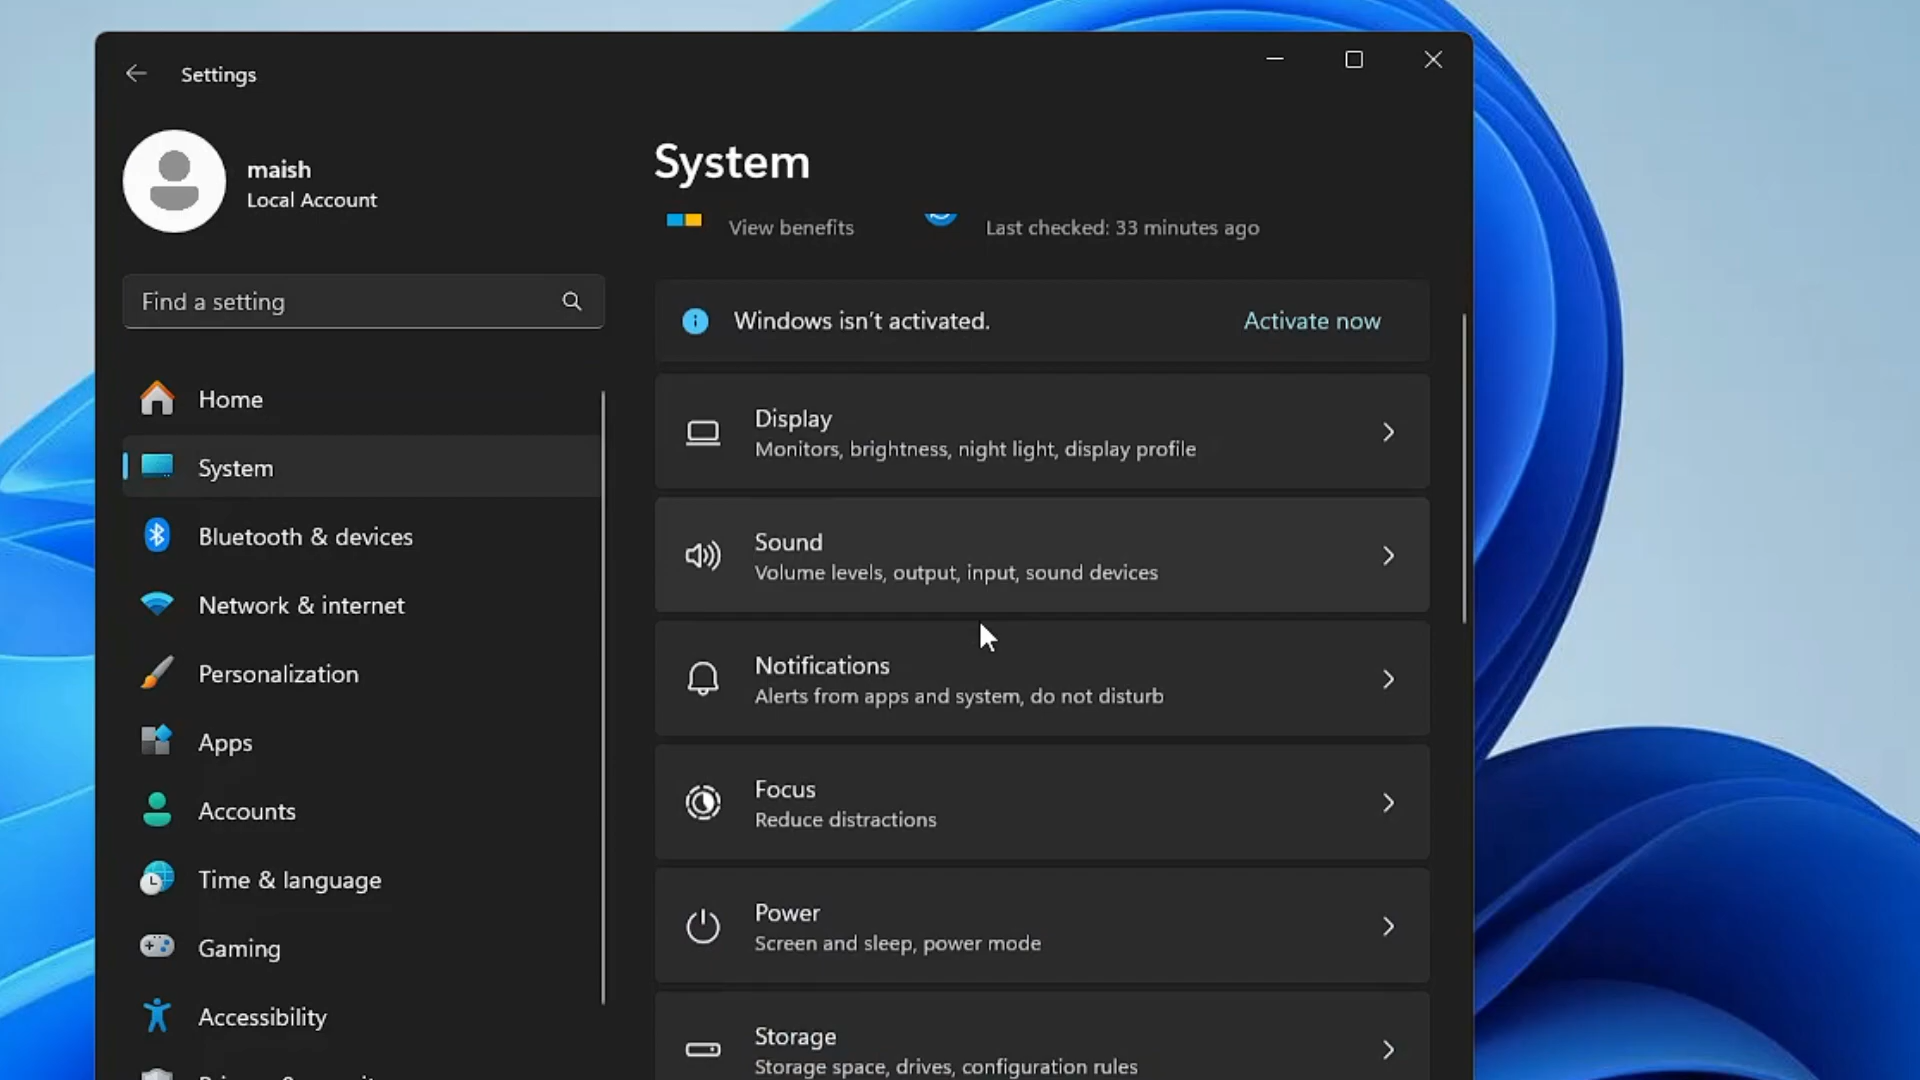 Settings
maish
Local Account
Find a setting
Home
System
Bluetooth & devices
Network & internet
Personalization
Apps
Accounts
Time & language
Gaming
Accessibility
System
View benefits
Last checked: 33 minutes ago
Windows isn't activated.
Activate now
Display
Monitors, brightness, night light, display profile
Sound
Volume levels, output, input, sound devices
Notifications
Alerts from apps and system, do not disturb
Focus
Reduce distractions
Power
Screen and sleep, power mode
Storage
Storage space, drives, configuration rules